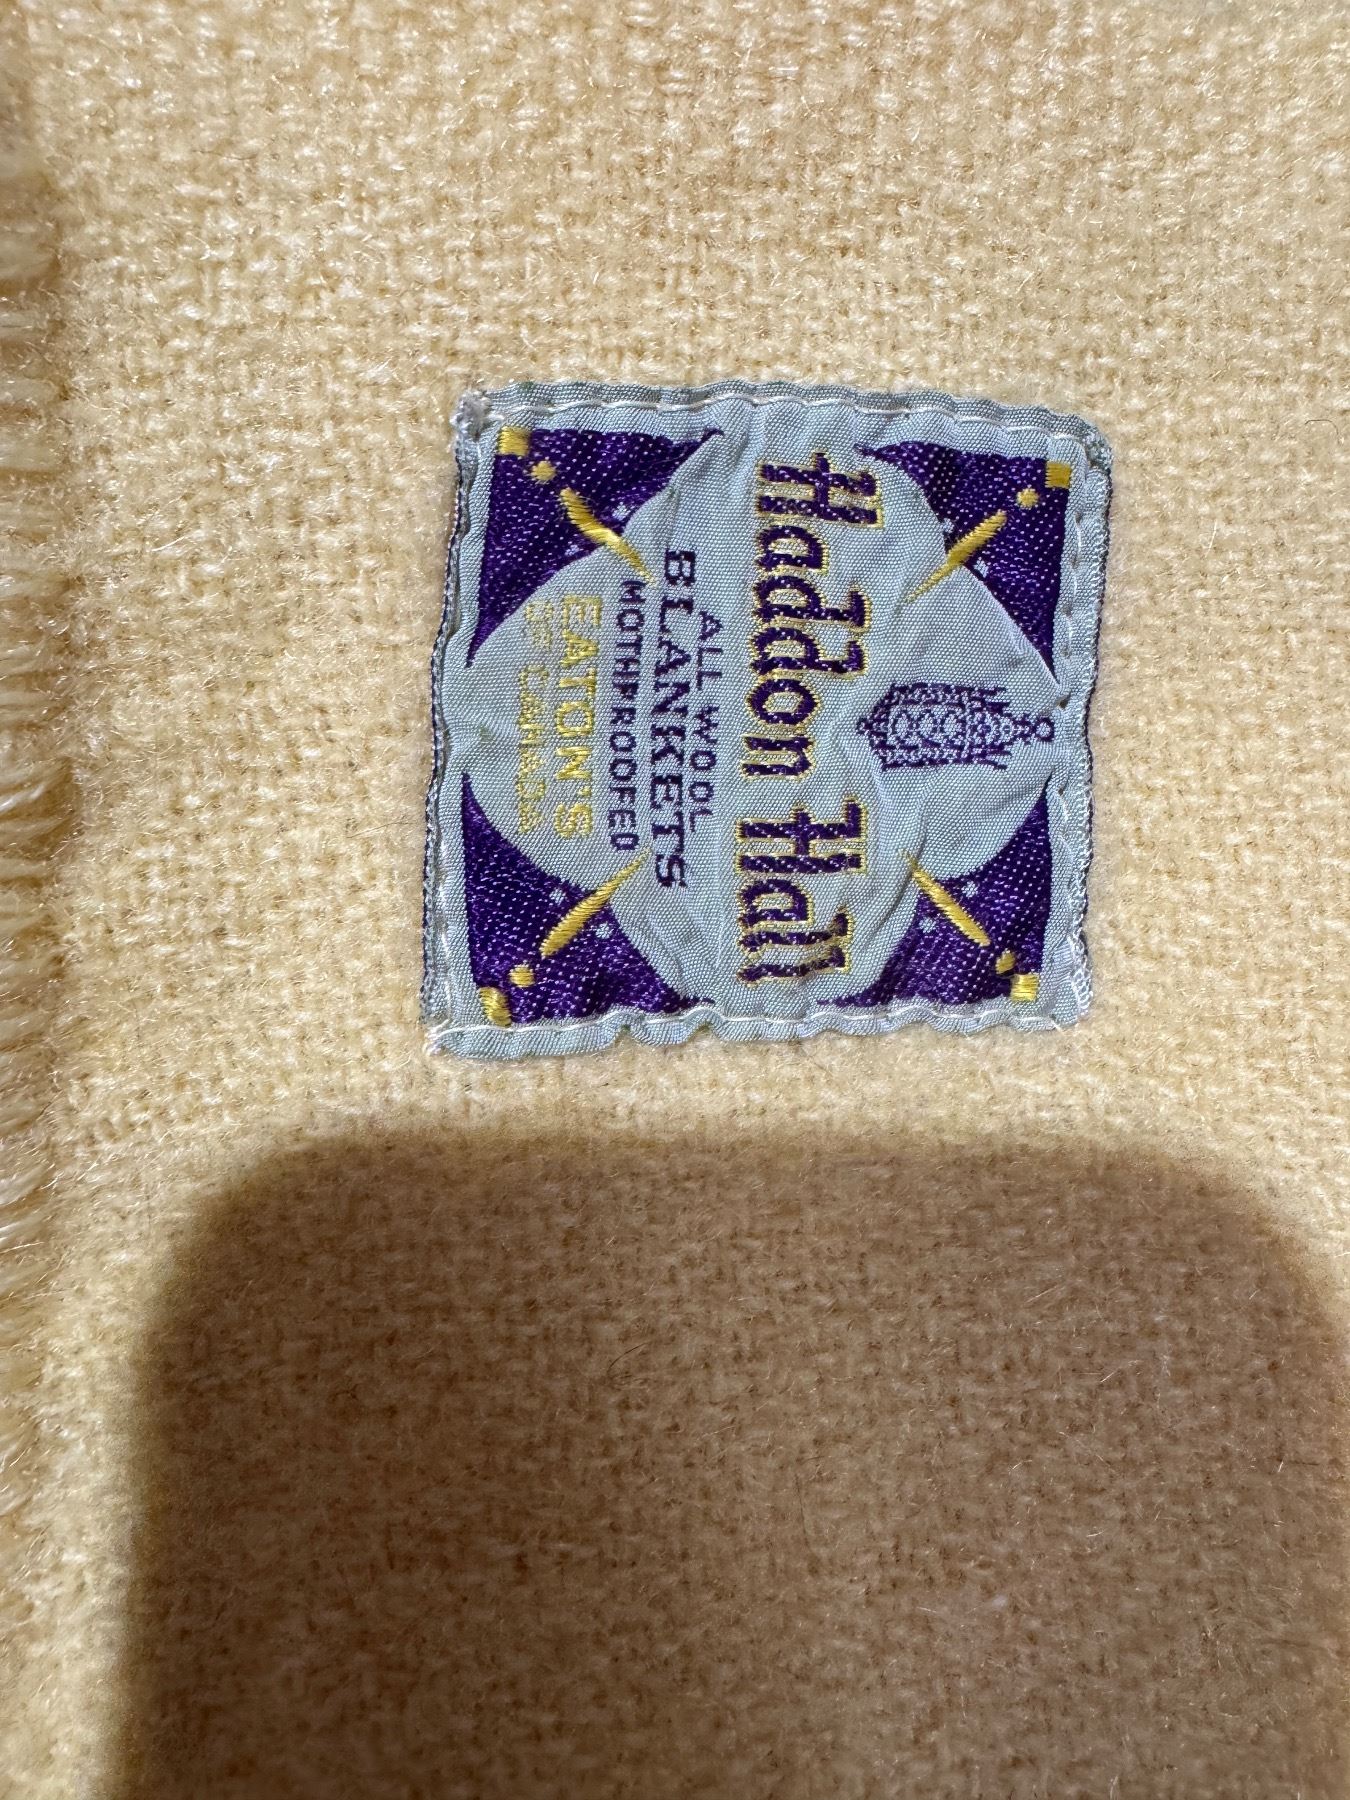 Haddon Hall
ALL WOOL
BLANKETS
MOTHPROOFED
EATON'S
OF CANADA